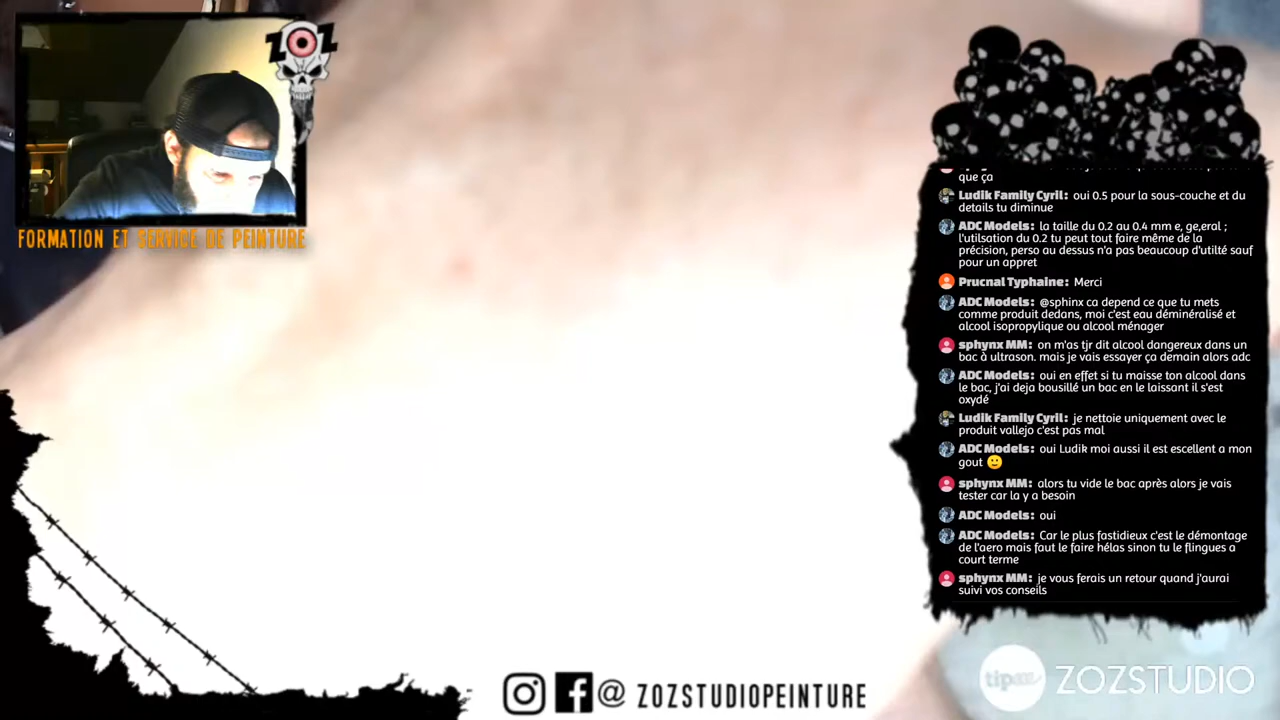 ZOZ
FORMATION ET SERVICE DE PEINTURE
que ça
Ludik Family Cyril: oui 0.5 pour la sous-couche et du
details tu diminue
ADC Models: la taille du 0.2 au 0.4 mm e, ge,eral ;
l'utilsation du 0.2 tu peut tout faire même de la
précision, perso au dessus n'a pas beaucoup d'utilté sauf
pour un appret
Prucnal Typhaine: Merci
ADC Models: @sphinx ca depend ce que tu mets
comme produit dedans, moi c'est eau déminéralisé et
alcool isopropylique ou alcool ménager
sphynx MM: on m'as tjr dit alcool dangereux dans un
bac à ultrason. mais je vais essayer ça demain alors adc
ADC Models: oui en effet si tu maisse ton alcool dans
le bac, j'ai deja bousillé un bac en le laissant il s'est
oxydé
Ludik Family Cyril: je nettoie uniquement avec le
produit vallejo c'est pas mal
ADC Models: oui Ludik moi aussi il est escellent a mon
gout 🙂
sphynx MM: alors tu vide le bac après alors je vais
tester car la y a besoin
ADC Models: oui
ADC Models: Car le plus fastidieux c'est le démontage
de l'aero mais faut le faire hélas sinon tu le flingues a
court terme
sphynx MM: je vous ferais un retour quand j'aurai
suivi vos conseils
@ ZOZSTUDIOPEINTURE
ZOZSTUDIO